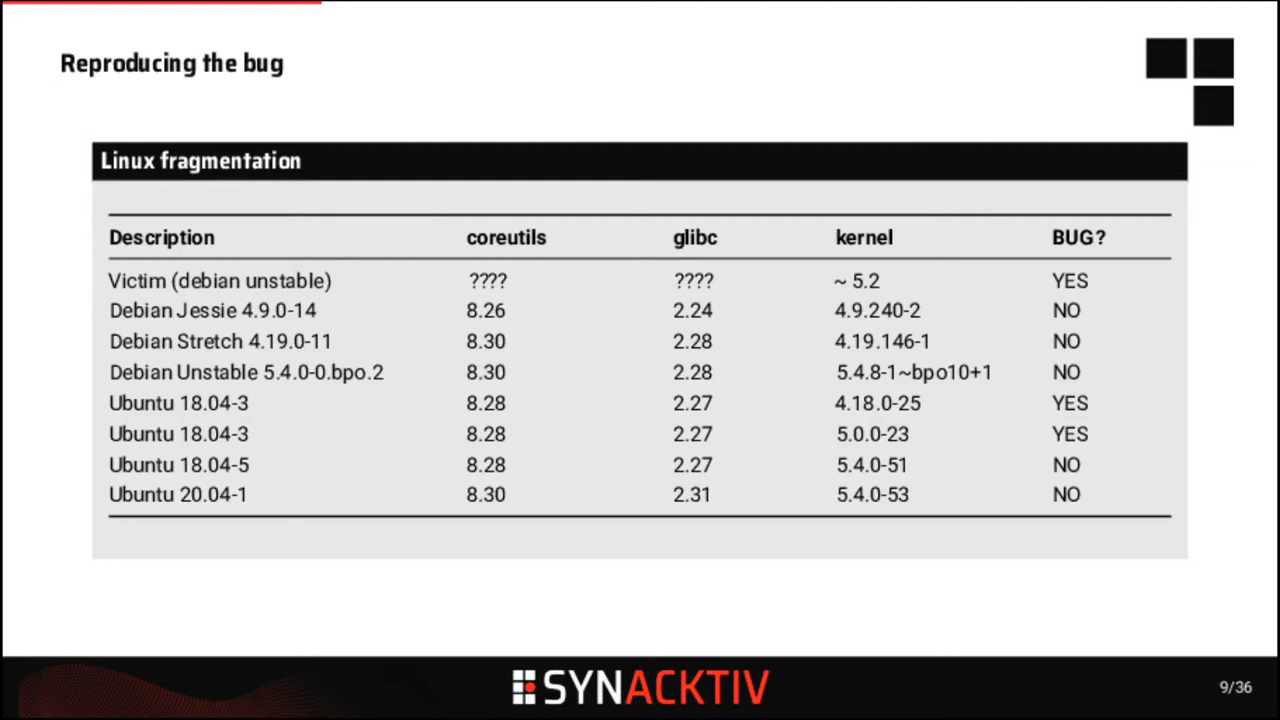 Reproducing the bug
Linux fragmentation
Description coreutils glibc kernel BUG?
Victim (debian unstable) ???? ???? ~ 5.2 YES
Debian Jessie 4.9.0-14 8.26 2.24 4.9.240-2 NO
Debian Stretch 4.19.0-11 8.30 2.28 4.19.146-1 NO
Debian Unstable 5.4.0-0.bpo.2 8.30 2.28 5.4.8-1~bpo10+1 NO
Ubuntu 18.04-3 8.28 2.27 4.18.0-25 YES
Ubuntu 18.04-3 8.28 2.27 5.0.0-23 YES
Ubuntu 18.04-5 8.28 2.27 5.4.0-51 NO
Ubuntu 20.04-1 8.30 2.31 5.4.0-53 NO
SYNACKTIV
9/36